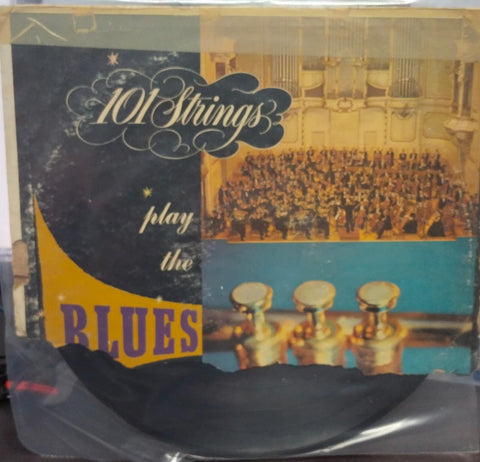 101 Strings
play
the
BLUES